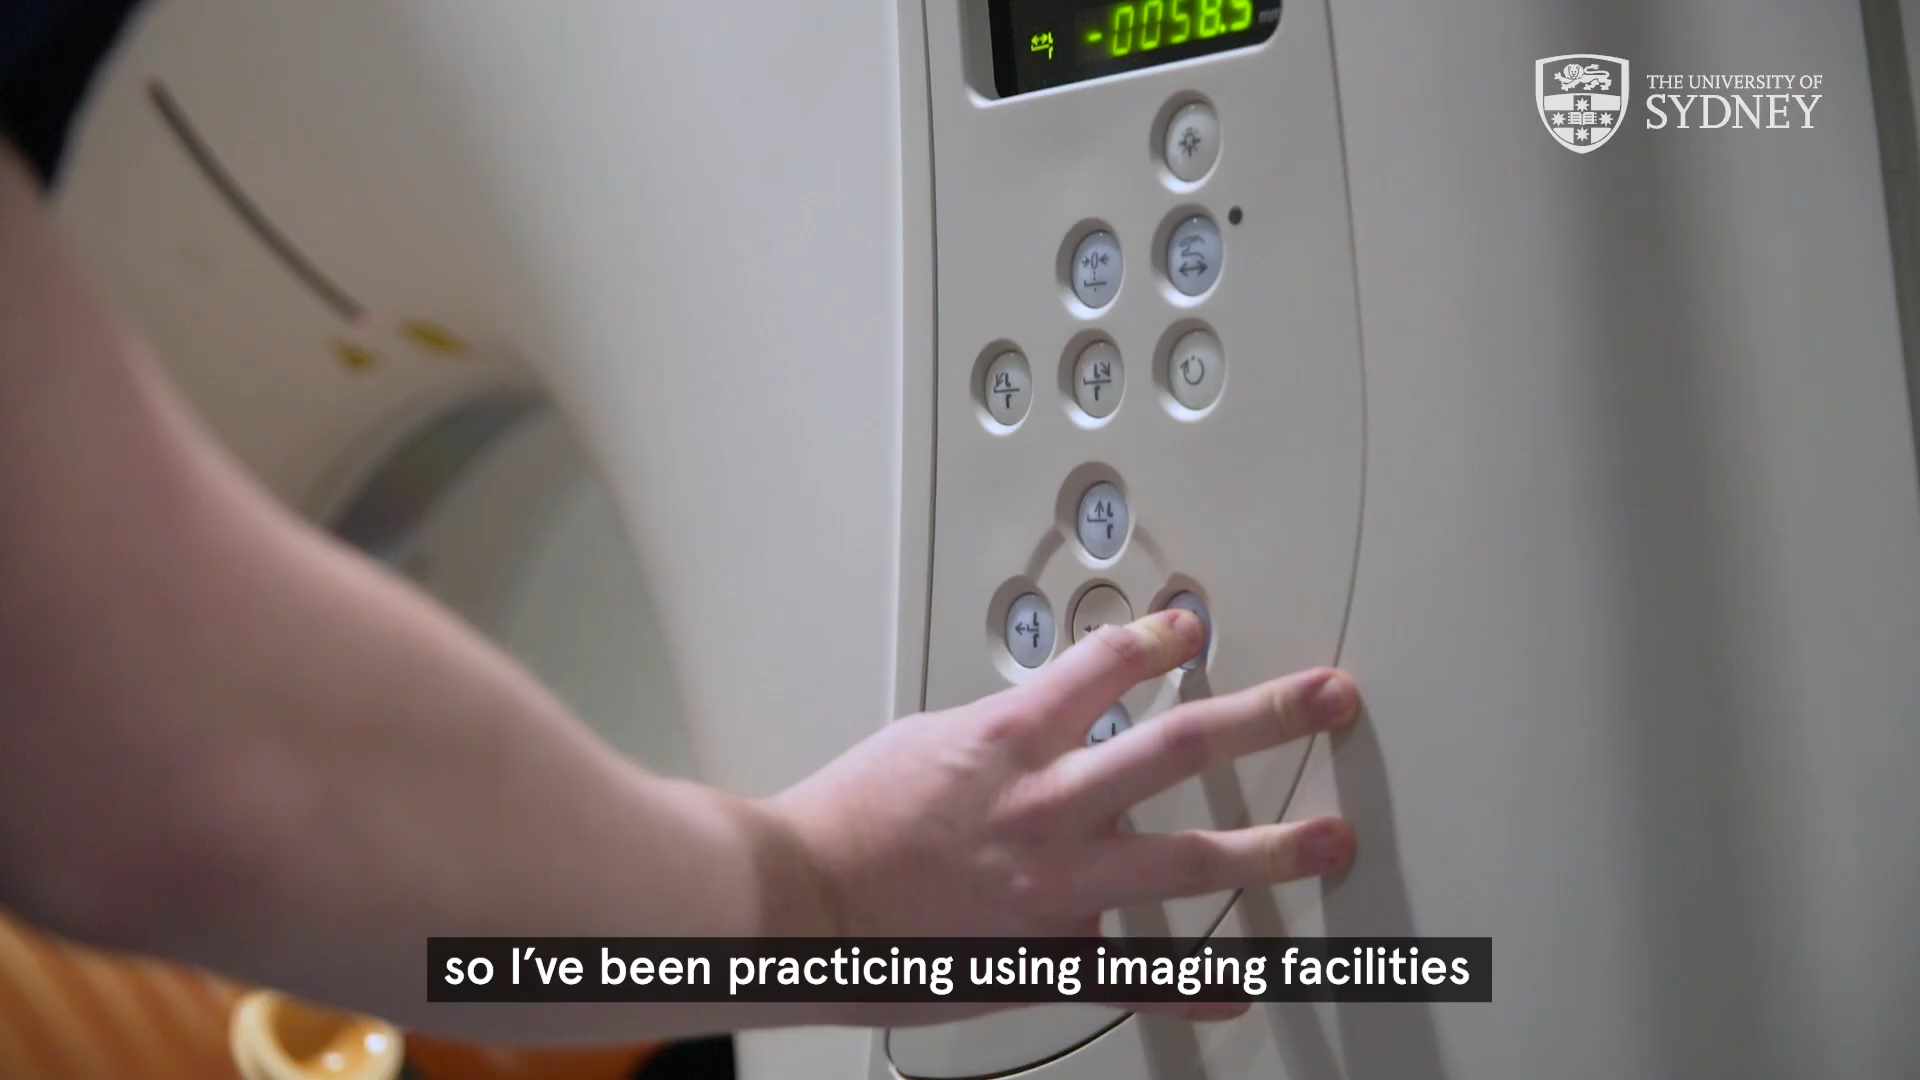 -0058.5
THE UNIVERSITY OF
SYDNEY
so I've been practicing using imaging facilities